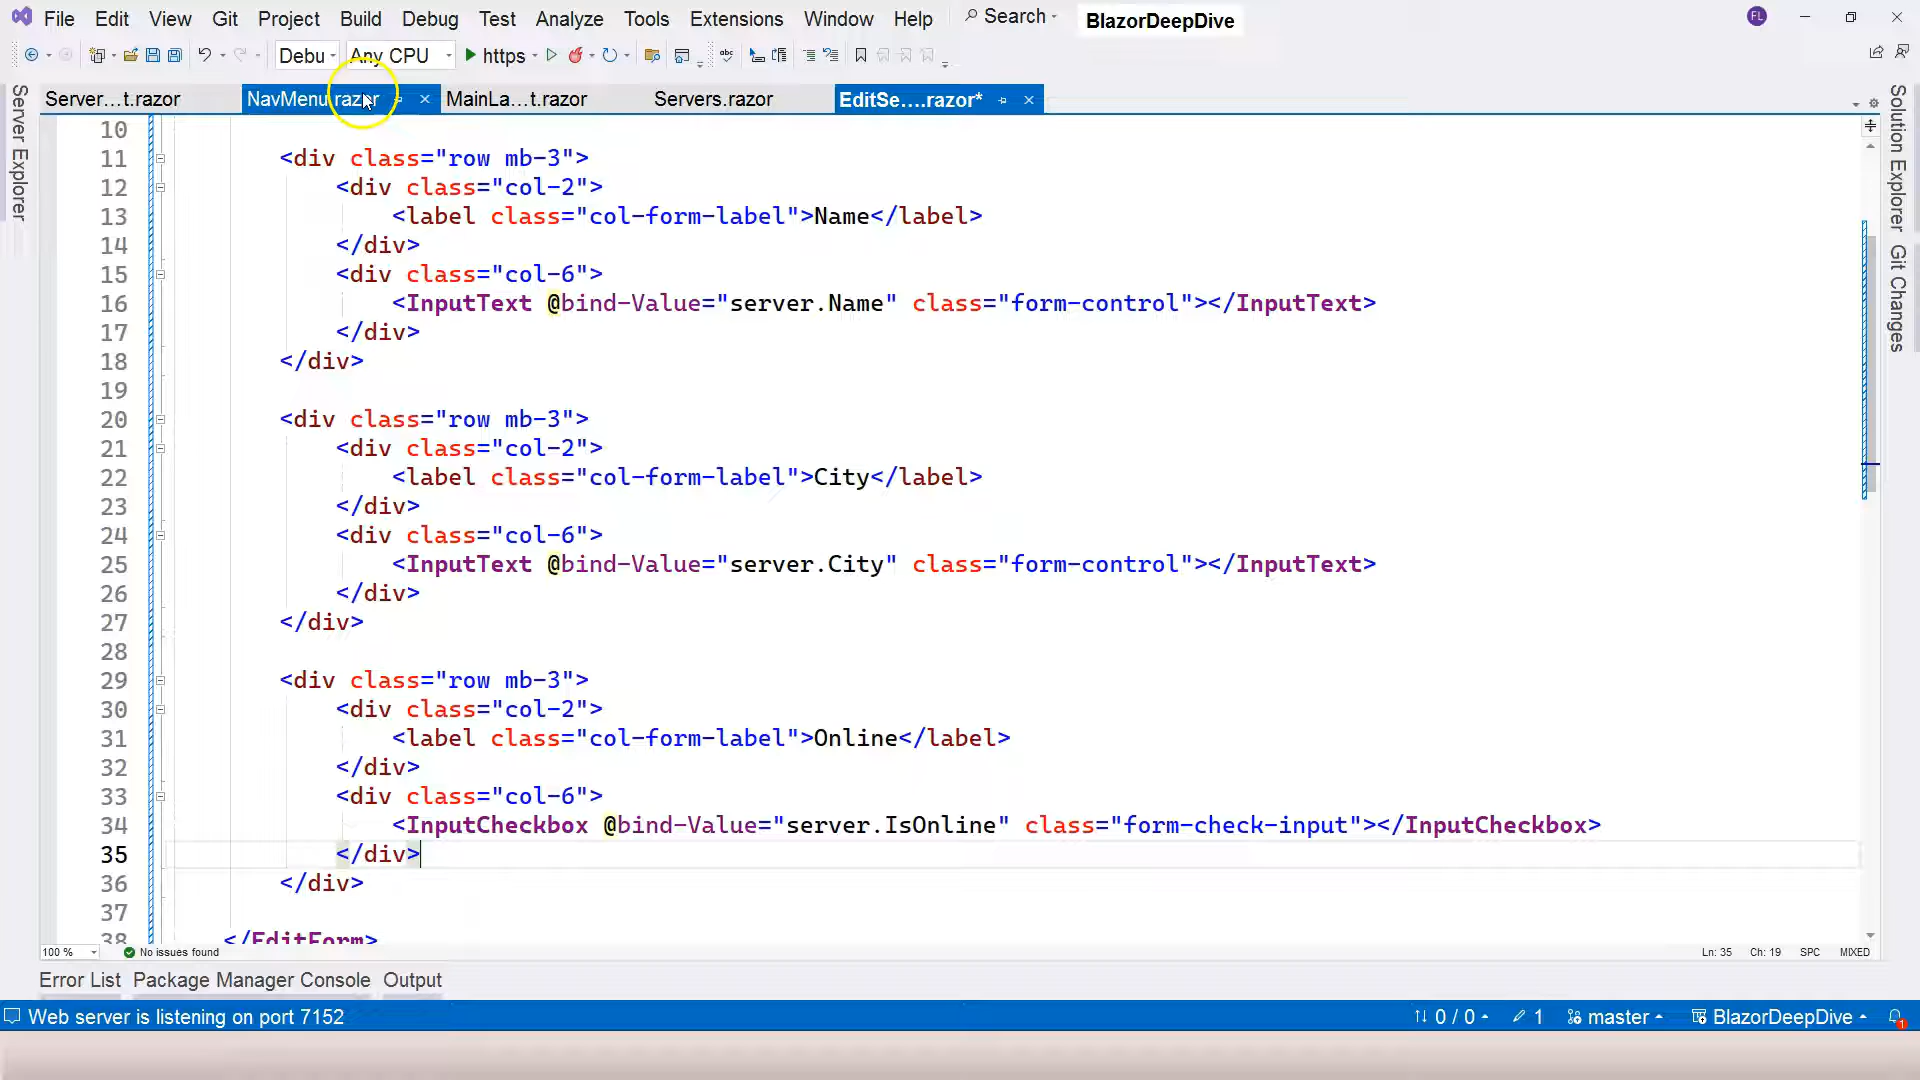 File Edit View Git Project Build Debug Test Analyze Tools Extensions Window Help Search BlazorDeepDive FL
Debu Any CPU https abc
Server...t.razor NavMenu.razor MainLa...t.razor Servers.razor EditSe....razor*
Server Explorer
Solution Explorer
Git Changes
10
11 <div class="row mb-3">
12 <div class="col-2">
13 <label class="col-form-label">Name</label>
14 </div>
15 <div class="col-6">
16 <InputText @bind-Value="server.Name" class="form-control"></InputText>
17 </div>
18 </div>
19
20 <div class="row mb-3">
21 <div class="col-2">
22 <label class="col-form-label">City</label>
23 </div>
24 <div class="col-6">
25 <InputText @bind-Value="server.City" class="form-control"></InputText>
26 </div>
27 </div>
28
29 <div class="row mb-3">
30 <div class="col-2">
31 <label class="col-form-label">Online</label>
32 </div>
33 <div class="col-6">
34 <InputCheckbox @bind-Value="server.IsOnline" class="form-check-input"></InputCheckbox>
35 </div>
36 </div>
37
38 </EditForm>
100 % No issues found Ln: 35 Ch: 19 SPC MIXED
Error List Package Manager Console Output
Web server is listening on port 7152 0 / 0 1 master BlazorDeepDive 1